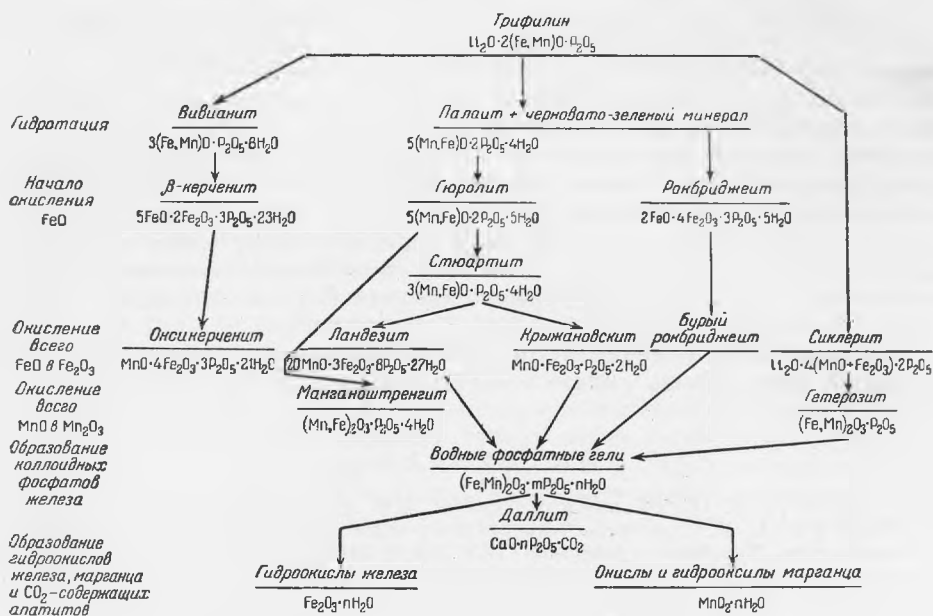 Трифилин
Li₂O·2(Fe,Mn)O·P₂O₅
Гидротация
Вивианит
3(Fe,Mn)O·P₂O₅·8H₂O
Палаит + черновато-зеленый минерал
5(Mn,Fe)O·2P₂O₅·4H₂O
Начало
окисления
FeO
β-керченит
5FeO·2Fe₂O₃·3P₂O₅·23H₂O
Гюролит
5(Mn,Fe)O·2P₂O₅·5H₂O
Рокбриджеит
2FeO·4Fe₂O₃·3P₂O₅·5H₂O
Стюартит
3(Mn,Fe)O·P₂O₅·4H₂O
Окисление
всего
FeO в Fe₂O₃
Оксикерченит
MnO·4Fe₂O₃·3P₂O₅·21H₂O
Ландезит
20MnO·3Fe₂O₃·8P₂O₅·27H₂O
Крыжановскит
MnO·Fe₂O₃·P₂O₅·2H₂O
Бурый
рокбриджеит
Сиклерит
Li₂O·4(MnO+Fe₂O₃)·2P₂O₅
Окисление
всего
MnO в Mn₂O₃
Манганоштренгит
(Mn,Fe)₂O₃·P₂O₅·4H₂O
Гетерозит
(Fe,Mn)₂O₃·P₂O₅
Образование
коллоидных
фосфатов
железа
Водные фосфатные гели
(Fe,Mn)₂O₃·mP₂O₅·nH₂O
Даллит
CaO·nP₂O₅·CO₂
Образование
гидроокислов
железа, марганца
и CO₂-содержащих
апатитов
Гидроокислы железа
Fe₂O₃·nH₂O
Окислы и гидрооксилы марганца
MnO₂·nH₂O